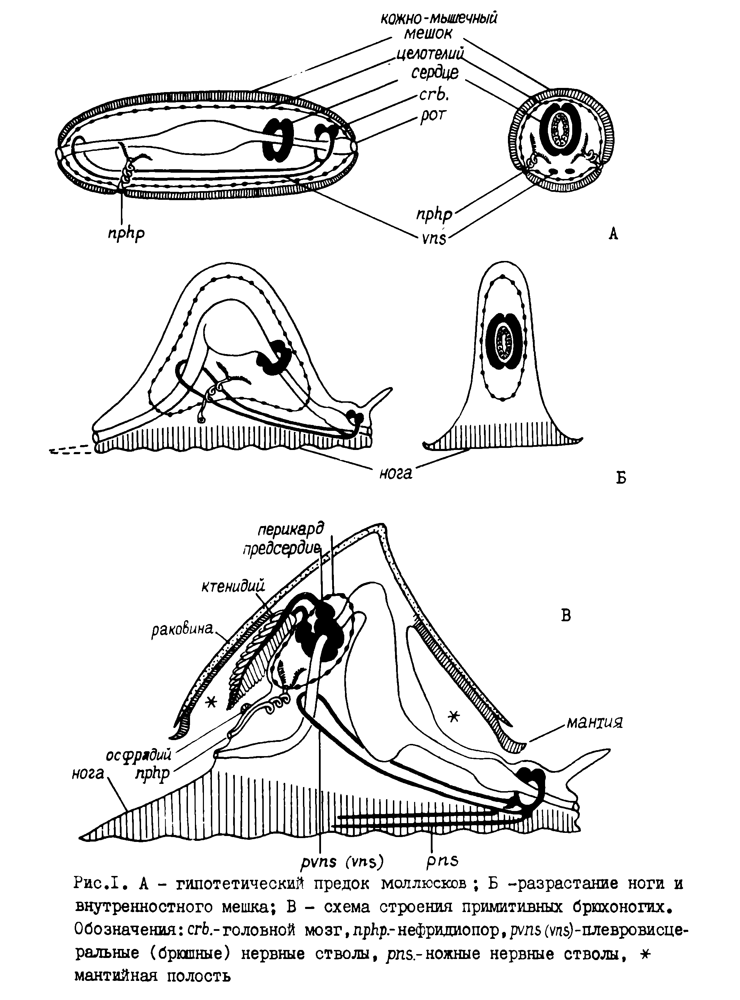 кожно-мышечный
мешок
целотелий
сердце
crb.
рот
nphp
nphp
vns
А
нога
Б
перикард
предсердие
ктенидий
раковина
В
*
*
мантия
осфрадий
нога
nphp
pvns (vns)
pns
Рис.I. А - гипотетический предок моллюсков; Б -разрастание ноги и
внутренностного мешка; В - схема строения примитивных брюхоногих.
Обозначения: crb.-головной мозг, nphp.-нефридиопор, pvns (vns)-плевровисце-
ральные (брюшные) нервные стволы, pns.-ножные нервные стволы, *
мантийная полость